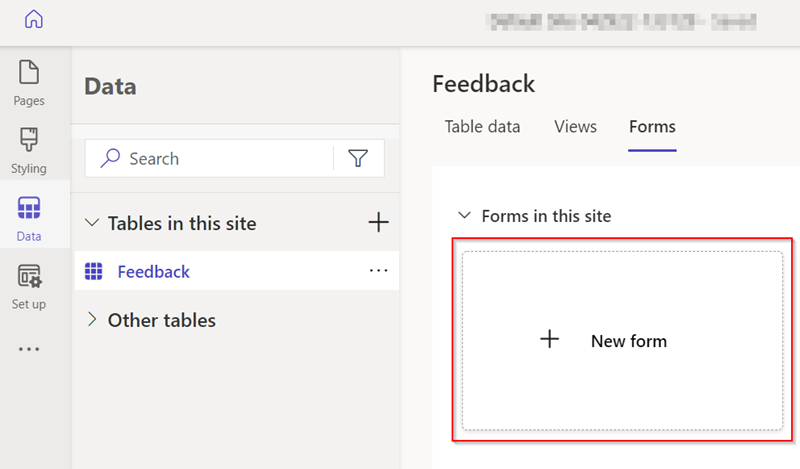 Pages
Styling
Data
Set up
Data
Search
Tables in this site
Feedback
Other tables
Feedback
Table data
Views
Forms
Forms in this site
New form